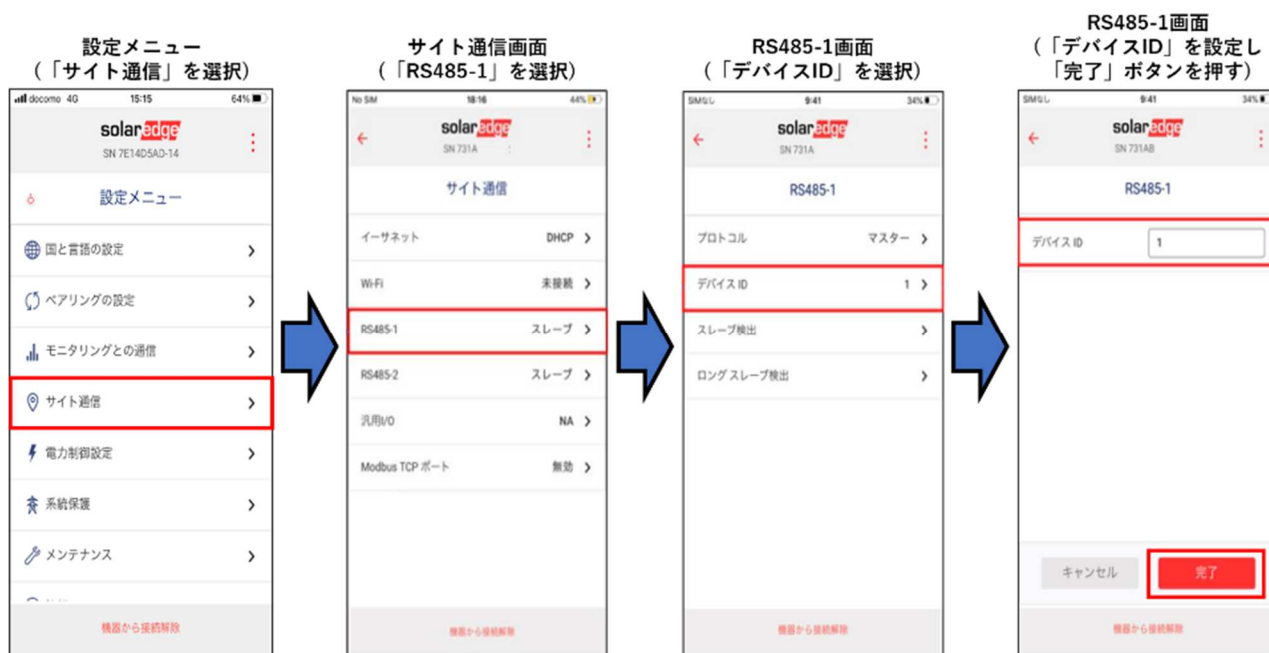 設定メニュー
(「サイト通信」を選択)
docomo 4G 15:15 64%
solaredge
SN 7E14D5AD-14
設定メニュー
国と言語の設定
ペアリングの設定
モニタリングとの通信
サイト通信
電力制御設定
系統保護
メンテナンス
機器から接続解除
サイト通信画面
(「RS485-1」を選択)
No SIM 18:16 44%
solaredge
SN 731A
サイト通信
イーサネット DHCP
Wi-Fi 未接続
RS485-1 スレーブ
RS485-2 スレーブ
汎用I/O NA
Modbus TCP ポート 無効
機器から接続解除
RS485-1画面
(「デバイスID」を選択)
SIMなし 9:41 34%
solaredge
SN 731A
RS485-1
プロトコル マスター
デバイス ID 1
スレーブ検出
ロング スレーブ検出
機器から接続解除
RS485-1画面
(「デバイスID」を設定し
「完了」ボタンを押す)
SIMなし 9:41 34%
solaredge
SN 731AB
RS485-1
デバイス ID 1
キャンセル 完了
機器から接続解除